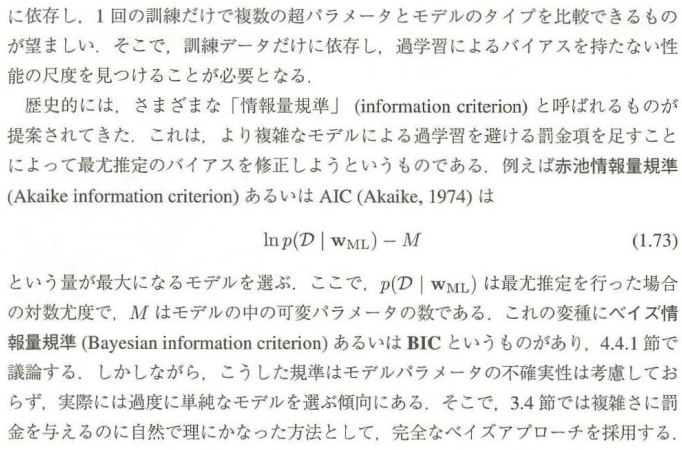 に依存し，1 回の訓練だけで複数の超パラメータとモデルのタイプを比較できるもの
が望ましい．そこで，訓練データだけに依存し，過学習によるバイアスを持たない性
能の尺度を見つけることが必要となる．
歴史的には，さまざまな「情報量規準」 (information criterion) と呼ばれるものが
提案されてきた．これは，より複雑なモデルによる過学習を避ける罰金項を足すこと
によって最尤推定のバイアスを修正しようというものである．例えば赤池情報量規準
(Akaike information criterion) あるいは AIC (Akaike, 1974) は
ln p(𝒟 | w_ML) − M (1.73)
という量が最大になるモデルを選ぶ．ここで，p(𝒟 | w_ML) は最尤推定を行った場合
の対数尤度で，M はモデルの中の可変パラメータの数である．これの変種にベイズ情
報量規準 (Bayesian information criterion) あるいは BIC というものがあり，4.4.1 節で
議論する．しかしながら，こうした規準はモデルパラメータの不確実性は考慮してお
らず，実際には過度に単純なモデルを選ぶ傾向にある．そこで，3.4 節では複雑さに罰
金を与えるのに自然で理にかなった方法として，完全なベイズアプローチを採用する．